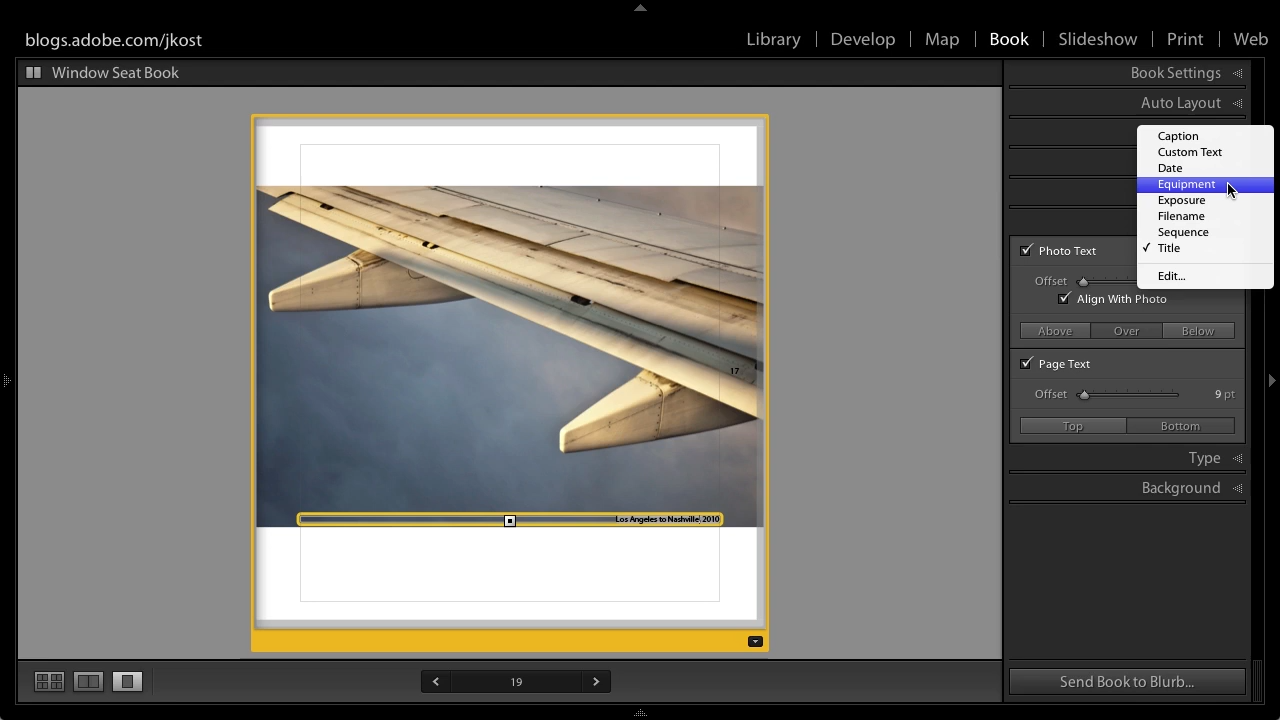 blogs.adobe.com/jkost
Library | Develop | Map | Book | Slideshow | Print | Web
Window Seat Book
Book Settings
Auto Layout
Caption
Custom Text
Date
Equipment
Exposure
Filename
Sequence
Title
Edit...
Photo Text
Offset
Align With Photo
Above Over Below
17
Page Text
Offset 9 pt
Top Bottom
Type
Background
Los Angeles to Nashville 2010
19
Send Book to Blurb...